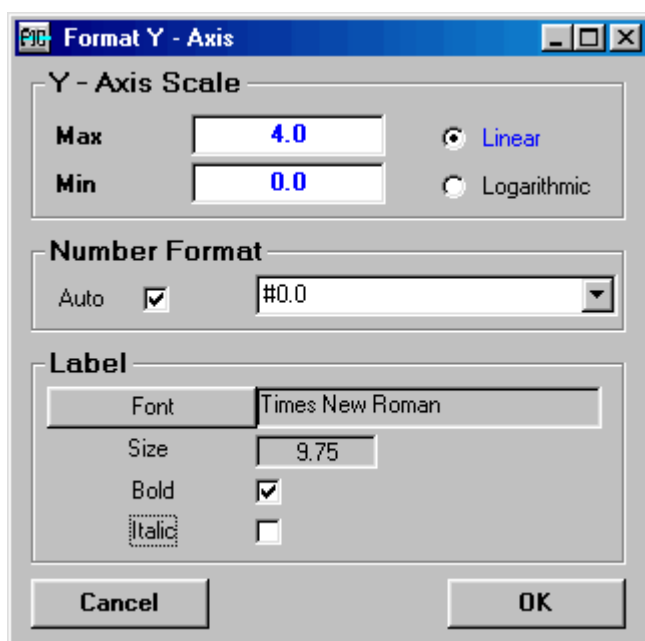 Format Y - Axis
Y - Axis Scale
Max 4.0 Linear
Min 0.0 Logarithmic
Number Format
Auto #0.0
Label
Font Times New Roman
Size 9.75
Bold
Italic
Cancel OK